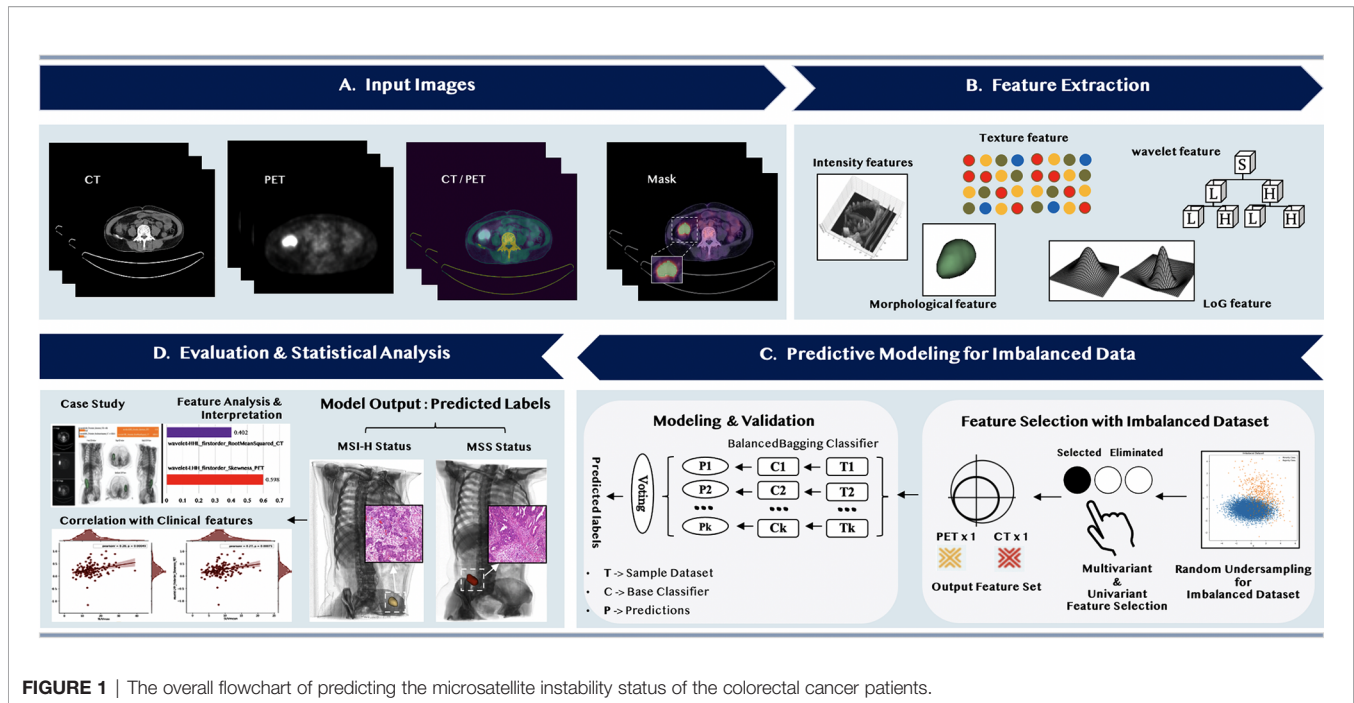 A. Input Images
B. Feature Extraction
CT
PET
CT / PET
Mask
Intensity features
Texture feature
wavelet feature
S
L
H
L
H
L
H
Morphological feature
LoG feature
D. Evaluation & Statistical Analysis
C. Predictive Modeling for Imbalanced Data
Case Study
Feature Analysis &
Interpretation
0.402
wavelet-HHL_firstorder_RootMeanSquared_CT
wavelet-LHH_firstorder_Skewness_PET
0.598
0 0.1 0.2 0.3 0.4 0.5 0.6 0.7
Correlation with Clinical features
Model Output : Predicted Labels
MSI-H Status
MSS Status
Modeling & Validation
BalancedBagging Classifier
Predicted labels
Voting
P1
C1
T1
P2
C2
T2
Pk
Ck
Tk
• T -> Sample Dataset
• C -> Base Classifier
• P -> Predictions
Feature Selection with Imbalanced Dataset
Selected Eliminated
PET x 1
CT x 1
Output Feature Set
Multivariant
&
Univariant
Feature Selection
Random Undersampling
for
Imbalanced Dataset
FIGURE 1 | The overall flowchart of predicting the microsatellite instability status of the colorectal cancer patients.